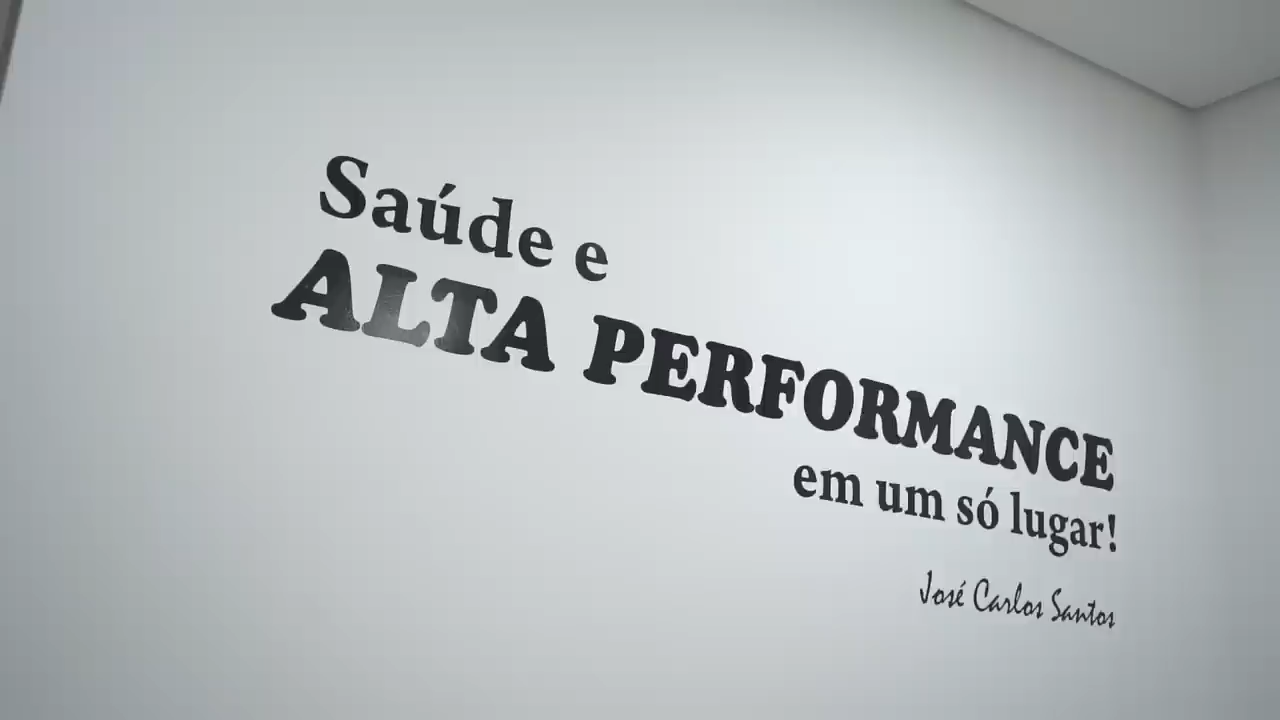 Saúde e
ALTA PERFORMANCE
em um só lugar!
José Carlos Santos